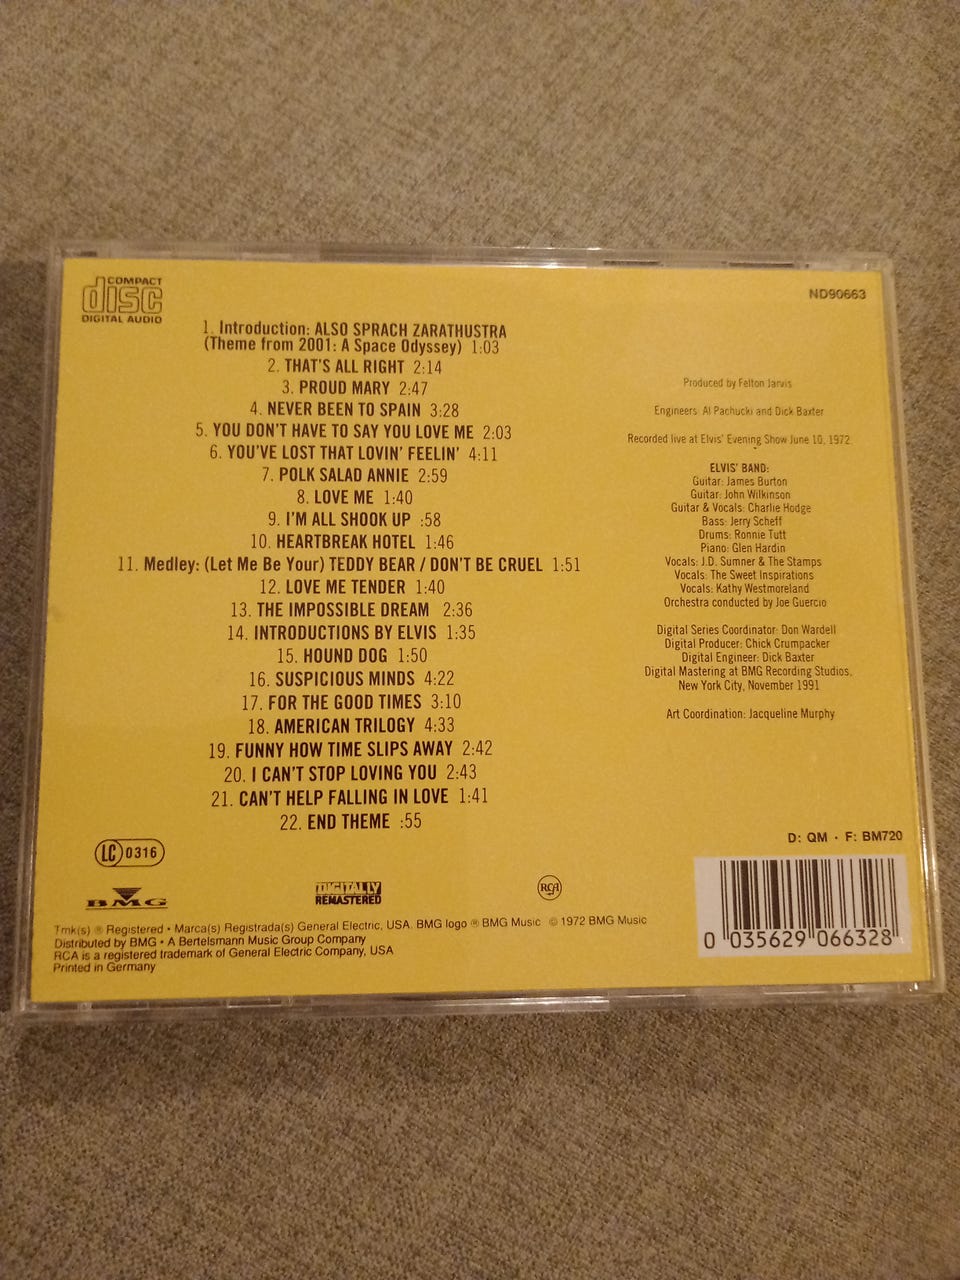 COMPACT
disc
DIGITAL AUDIO
ND90663
1. Introduction: ALSO SPRACH ZARATHUSTRA
(Theme from 2001: A Space Odyssey) 1:03
2. THAT'S ALL RIGHT 2:14
3. PROUD MARY 2:47
4. NEVER BEEN TO SPAIN 3:28
5. YOU DON'T HAVE TO SAY YOU LOVE ME 2:03
6. YOU'VE LOST THAT LOVIN' FEELIN' 4:11
7. POLK SALAD ANNIE 2:59
8. LOVE ME 1:40
9. I'M ALL SHOOK UP :58
10. HEARTBREAK HOTEL 1:46
11. Medley: (Let Me Be Your) TEDDY BEAR / DON'T BE CRUEL 1:51
12. LOVE ME TENDER 1:40
13. THE IMPOSSIBLE DREAM 2:36
14. INTRODUCTIONS BY ELVIS 1:35
15. HOUND DOG 1:50
16. SUSPICIOUS MINDS 4:22
17. FOR THE GOOD TIMES 3:10
18. AMERICAN TRILOGY 4:33
19. FUNNY HOW TIME SLIPS AWAY 2:42
20. I CAN'T STOP LOVING YOU 2:43
21. CAN'T HELP FALLING IN LOVE 1:41
22. END THEME :55
Produced by Felton Jarvis
Engineers: Al Pachucki and Dick Baxter
Recorded live at Elvis' Evening Show June 10, 1972.
ELVIS' BAND:
Guitar: James Burton
Guitar: John Wilkinson
Guitar & Vocals: Charlie Hodge
Bass: Jerry Scheff
Drums: Ronnie Tutt
Piano: Glen Hardin
Vocals: J.D. Sumner & The Stamps
Vocals: The Sweet Inspirations
Vocals: Kathy Westmoreland
Orchestra conducted by Joe Guercio
Digital Series Coordinator: Don Wardell
Digital Producer: Chick Crumpacker
Digital Engineer: Dick Baxter
Digital Mastering at BMG Recording Studios,
New York City, November 1991
Art Coordination: Jacqueline Murphy
D: QM · F: BM720
0 035629 066328
LC 0316
BMG
DIGITALLY
REMASTERED
RCA
Tmk(s) ® Registered • Marca(s) Registrada(s) General Electric, USA. BMG logo ® BMG Music © 1972 BMG Music
Distributed by BMG • A Bertelsmann Music Group Company
RCA is a registered trademark of General Electric Company, USA
Printed in Germany